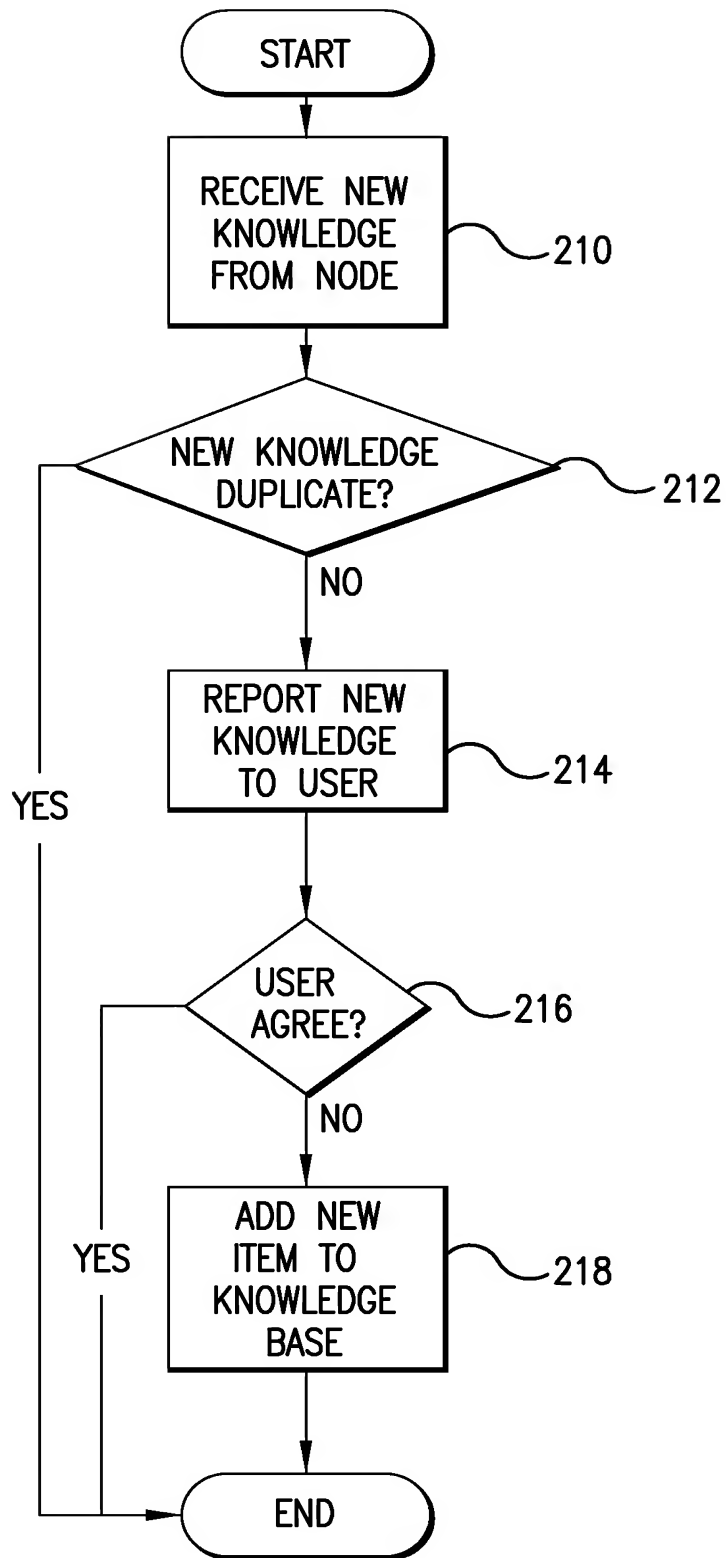 START
RECEIVE NEW
KNOWLEDGE
FROM NODE
210
NEW KNOWLEDGE
DUPLICATE?
212
NO
REPORT NEW
KNOWLEDGE
TO USER
214
YES
USER
AGREE?
216
NO
ADD NEW
ITEM TO
KNOWLEDGE
BASE
218
YES
END